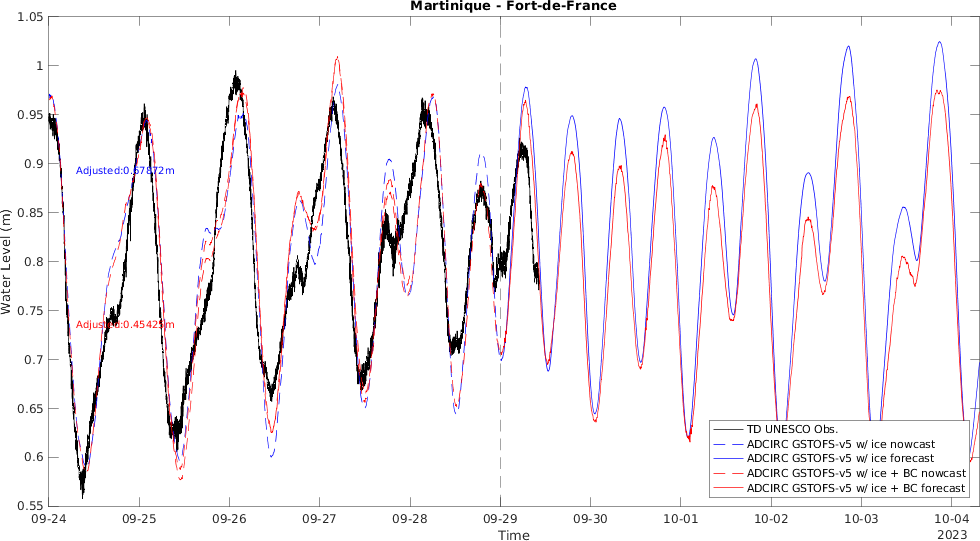 Martinique - Fort-de-France
Water Level (m)
1.05
1
0.95
0.9
0.85
0.8
0.75
0.7
0.65
0.6
0.55
Adjusted:0.67872m
Adjusted:0.45425m
TD UNESCO Obs.
ADCIRC GSTOFS-v5 w/ ice nowcast
ADCIRC GSTOFS-v5 w/ ice forecast
ADCIRC GSTOFS-v5 w/ ice + BC nowcast
ADCIRC GSTOFS-v5 w/ ice + BC forecast
09-24 09-25 09-26 09-27 09-28 09-29 09-30 10-01 10-02 10-03 10-04
2023
Time